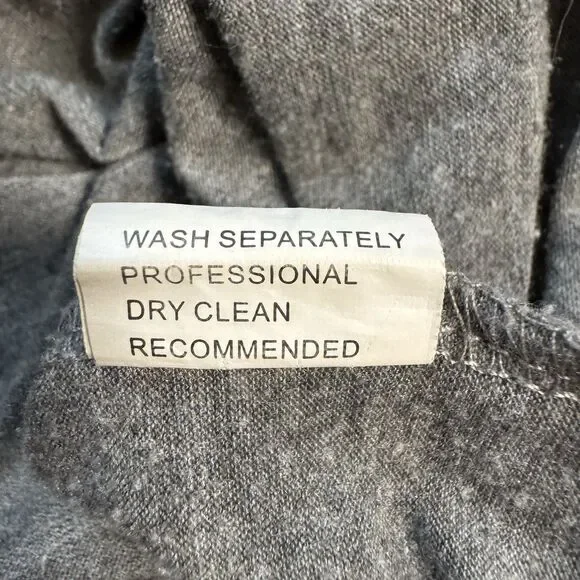 WASH SEPARATELY
PROFESSIONAL
DRY CLEAN
RECOMMENDED